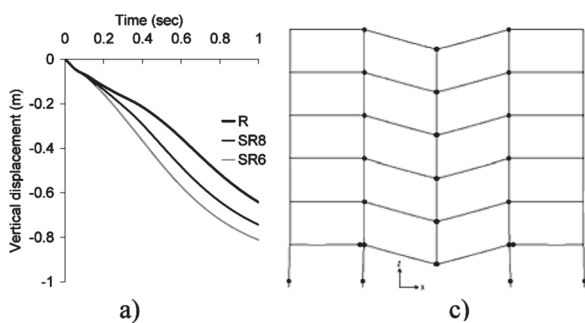 Time (sec)
0 0.2 0.4 0.6 0.8 1
0
-0.2
-0.4
-0.6
-0.8
-1
Vertical displacement (m)
R
SR8
SR6
a)
z
x
c)